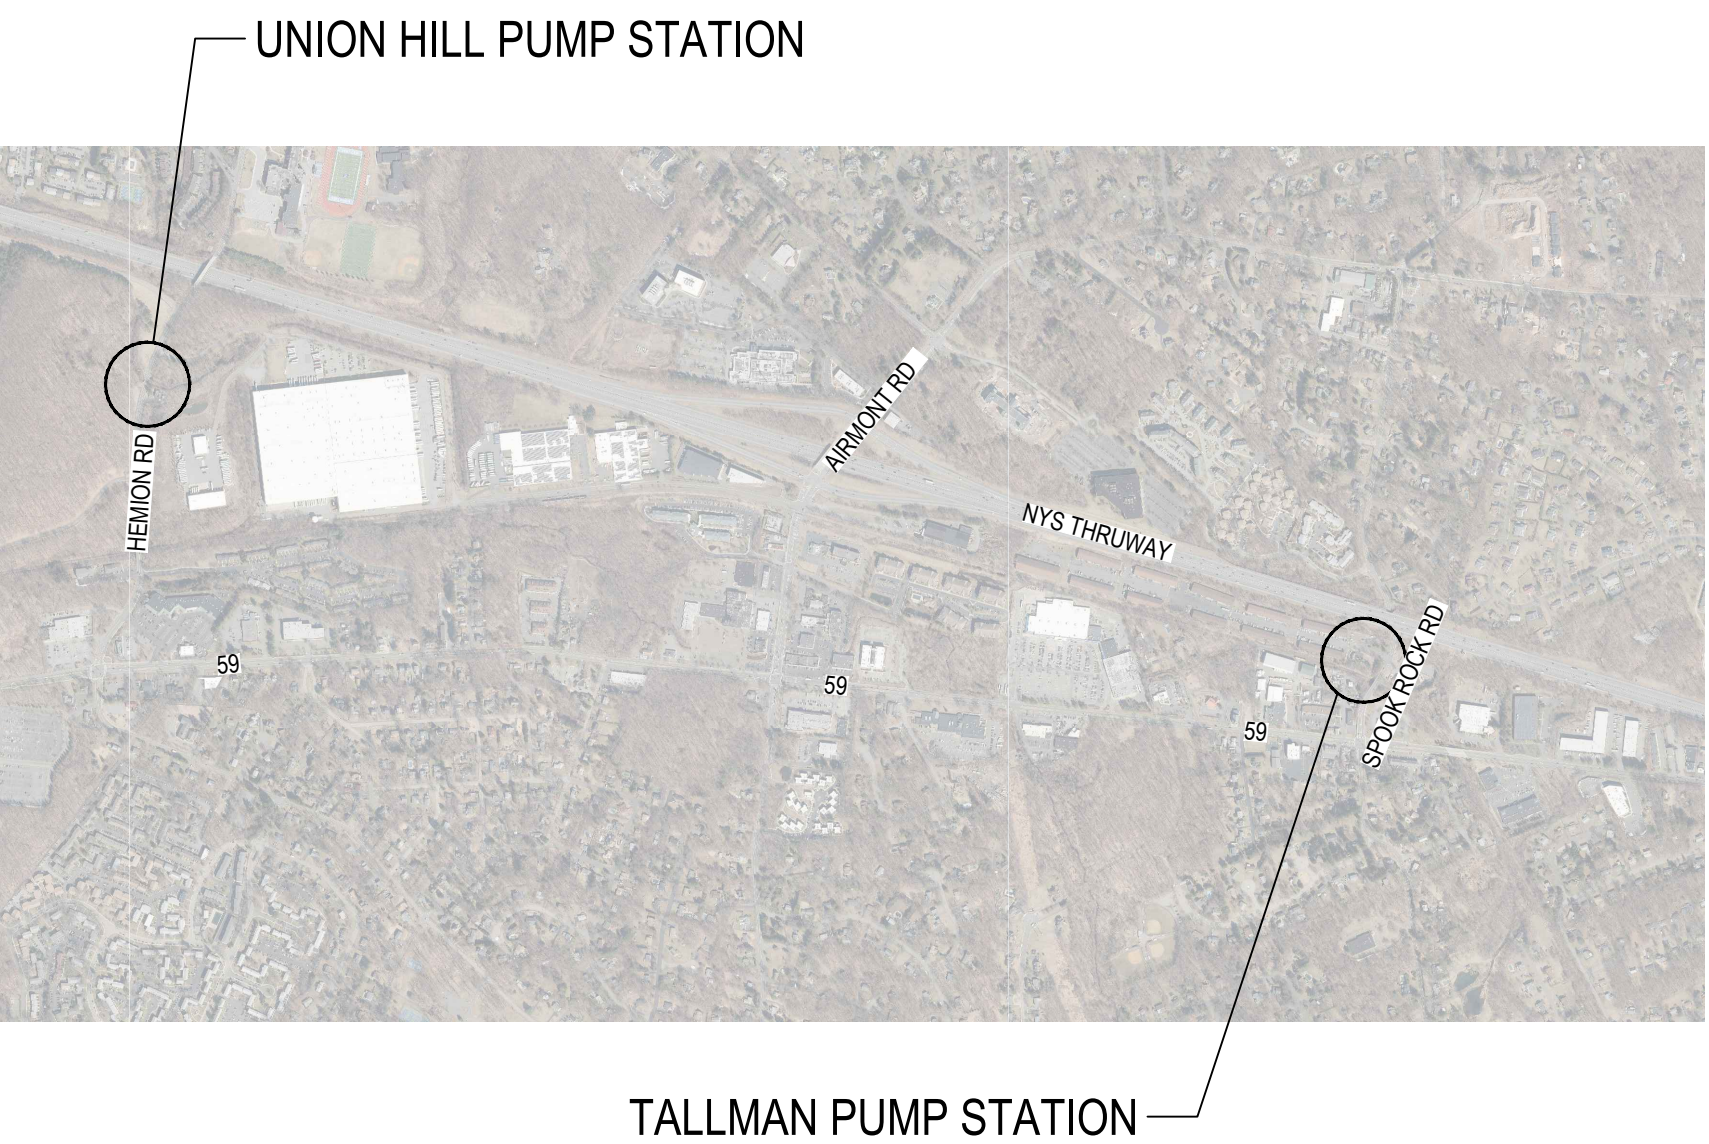 UNION HILL PUMP STATION
AIRMONT RD
HEMION RD
NYS THRUWAY
SPOOK ROCK RD
59
59
59
TALLMAN PUMP STATION